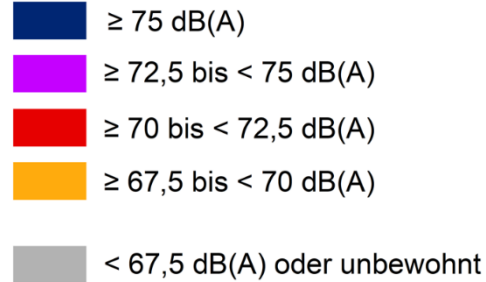 ≥ 75 dB(A)
≥ 72,5 bis < 75 dB(A)
≥ 70 bis < 72,5 dB(A)
≥ 67,5 bis < 70 dB(A)
< 67,5 dB(A) oder unbewohnt